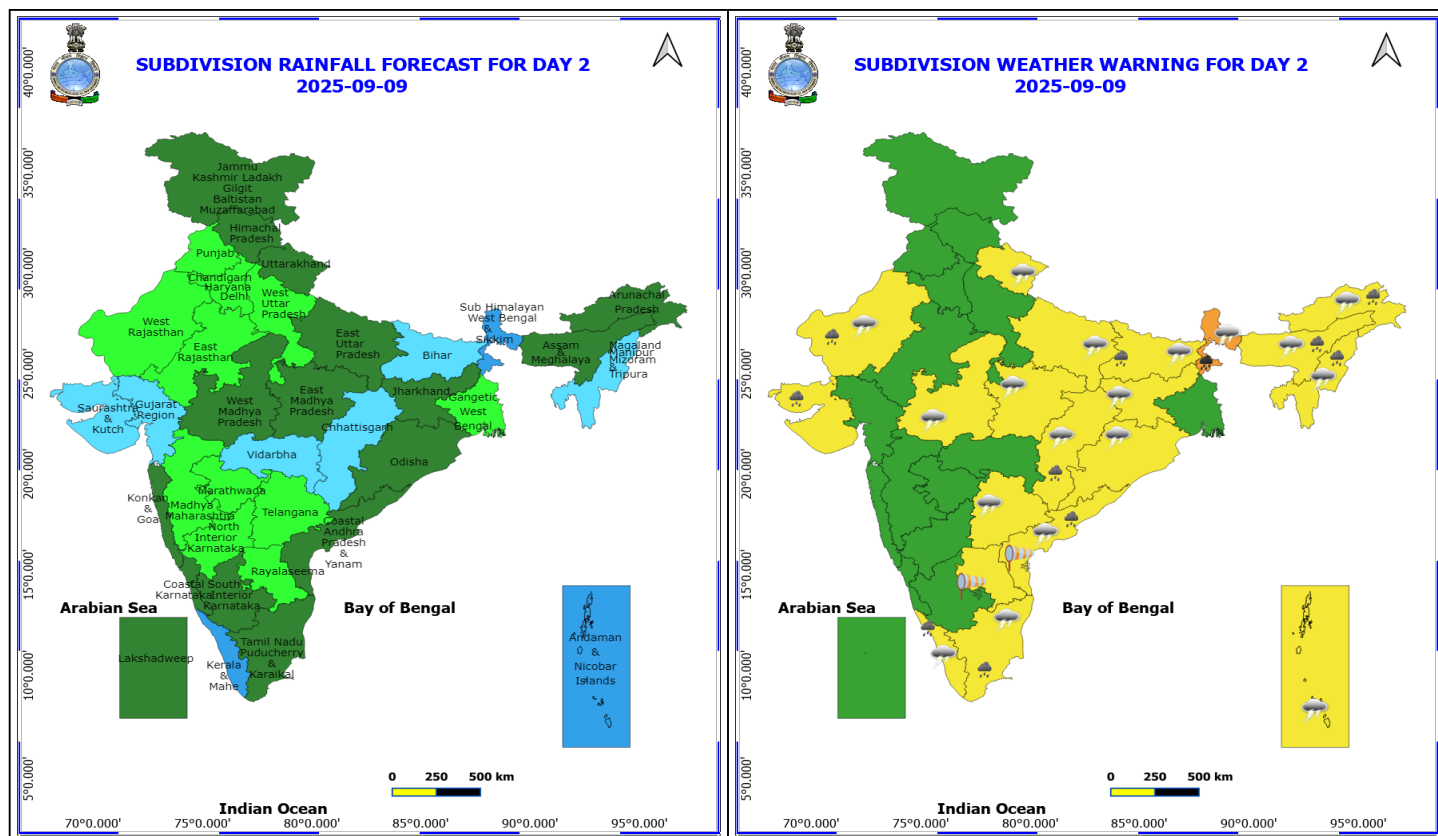 SUBDIVISION RAINFALL FORECAST FOR DAY 2
2025-09-09
40°0.000'
35°0.000'
30°0.000'
25°0.000'
20°0.000'
15°0.000'
10°0.000'
5°0.000'
Jammu
Kashmir Ladakh
Gilgit
Baltistan
Muzaffarabad
Himachal
Pradesh
Punjab
Uttarakhand
Chandigarh
Haryana
Delhi
West
Uttar
Pradesh
West
Rajasthan
East
Rajasthan
East
Uttar
Pradesh
Bihar
Sub Himalayan
West Bengal
&
Sikkim
Arunachal
Pradesh
Assam
&
Meghalaya
Nagaland
Manipur
Mizoram
&
Tripura
Saurashtra
&
Kutch
Gujarat
Region
West
Madhya
Pradesh
East
Madhya
Pradesh
Jharkhand
Gangetic
West
Bengal
Chhattisgarh
Vidarbha
Odisha
Konkan
&
Goa
Marathwada
Madhya
Maharashtra
North
Interior
Karnataka
Telangana
Coastal
Andhra
Pradesh
&
Yanam
Rayalaseema
Coastal
Karnataka
South
Interior
Karnataka
Arabian Sea
Bay of Bengal
Lakshadweep
Kerala
&
Mahe
Tamil Nadu
Puducherry
&
Karaikal
Andaman
&
Nicobar
Islands
0 250 500 km
Indian Ocean
70°0.000' 75°0.000' 80°0.000' 85°0.000' 90°0.000' 95°0.000'
SUBDIVISION WEATHER WARNING FOR DAY 2
2025-09-09
40°0.000'
35°0.000'
30°0.000'
25°0.000'
20°0.000'
15°0.000'
10°0.000'
5°0.000'
Arabian Sea
Bay of Bengal
0 250 500 km
Indian Ocean
70°0.000' 75°0.000' 80°0.000' 85°0.000' 90°0.000' 95°0.000'